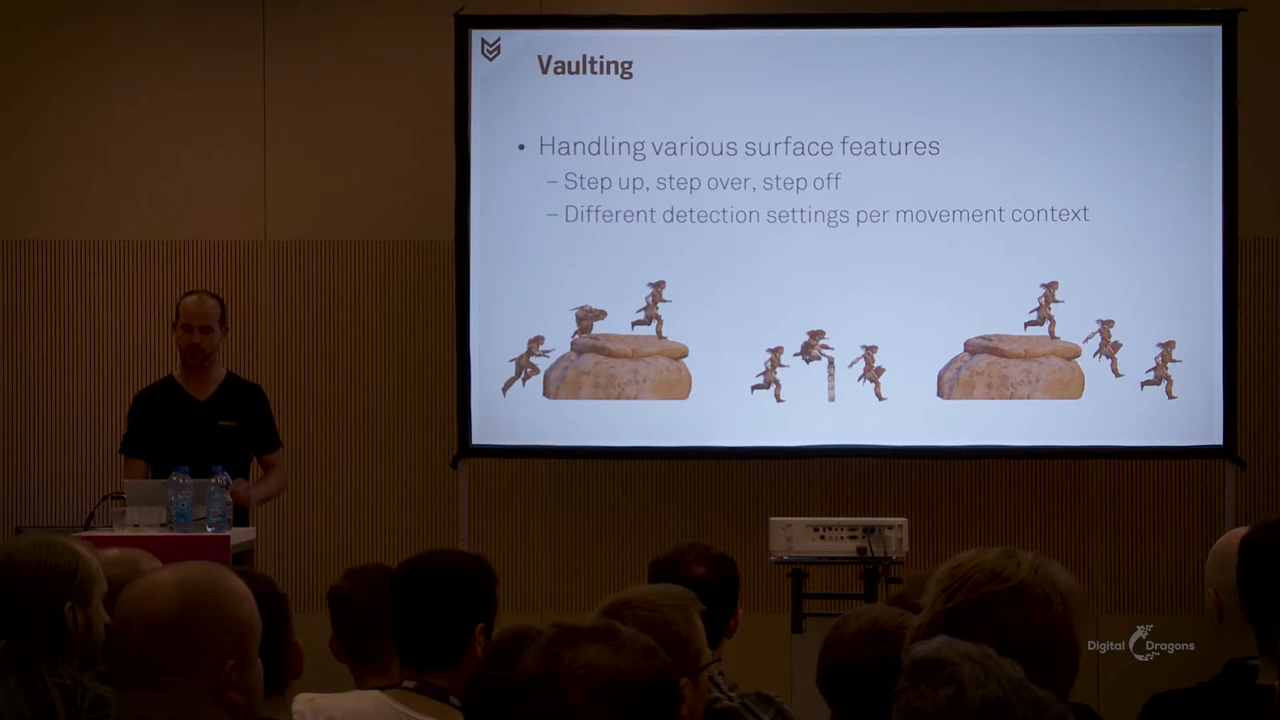 Vaulting
• Handling various surface features
– Step up, step over, step off
– Different detection settings per movement context
Digital Dragons